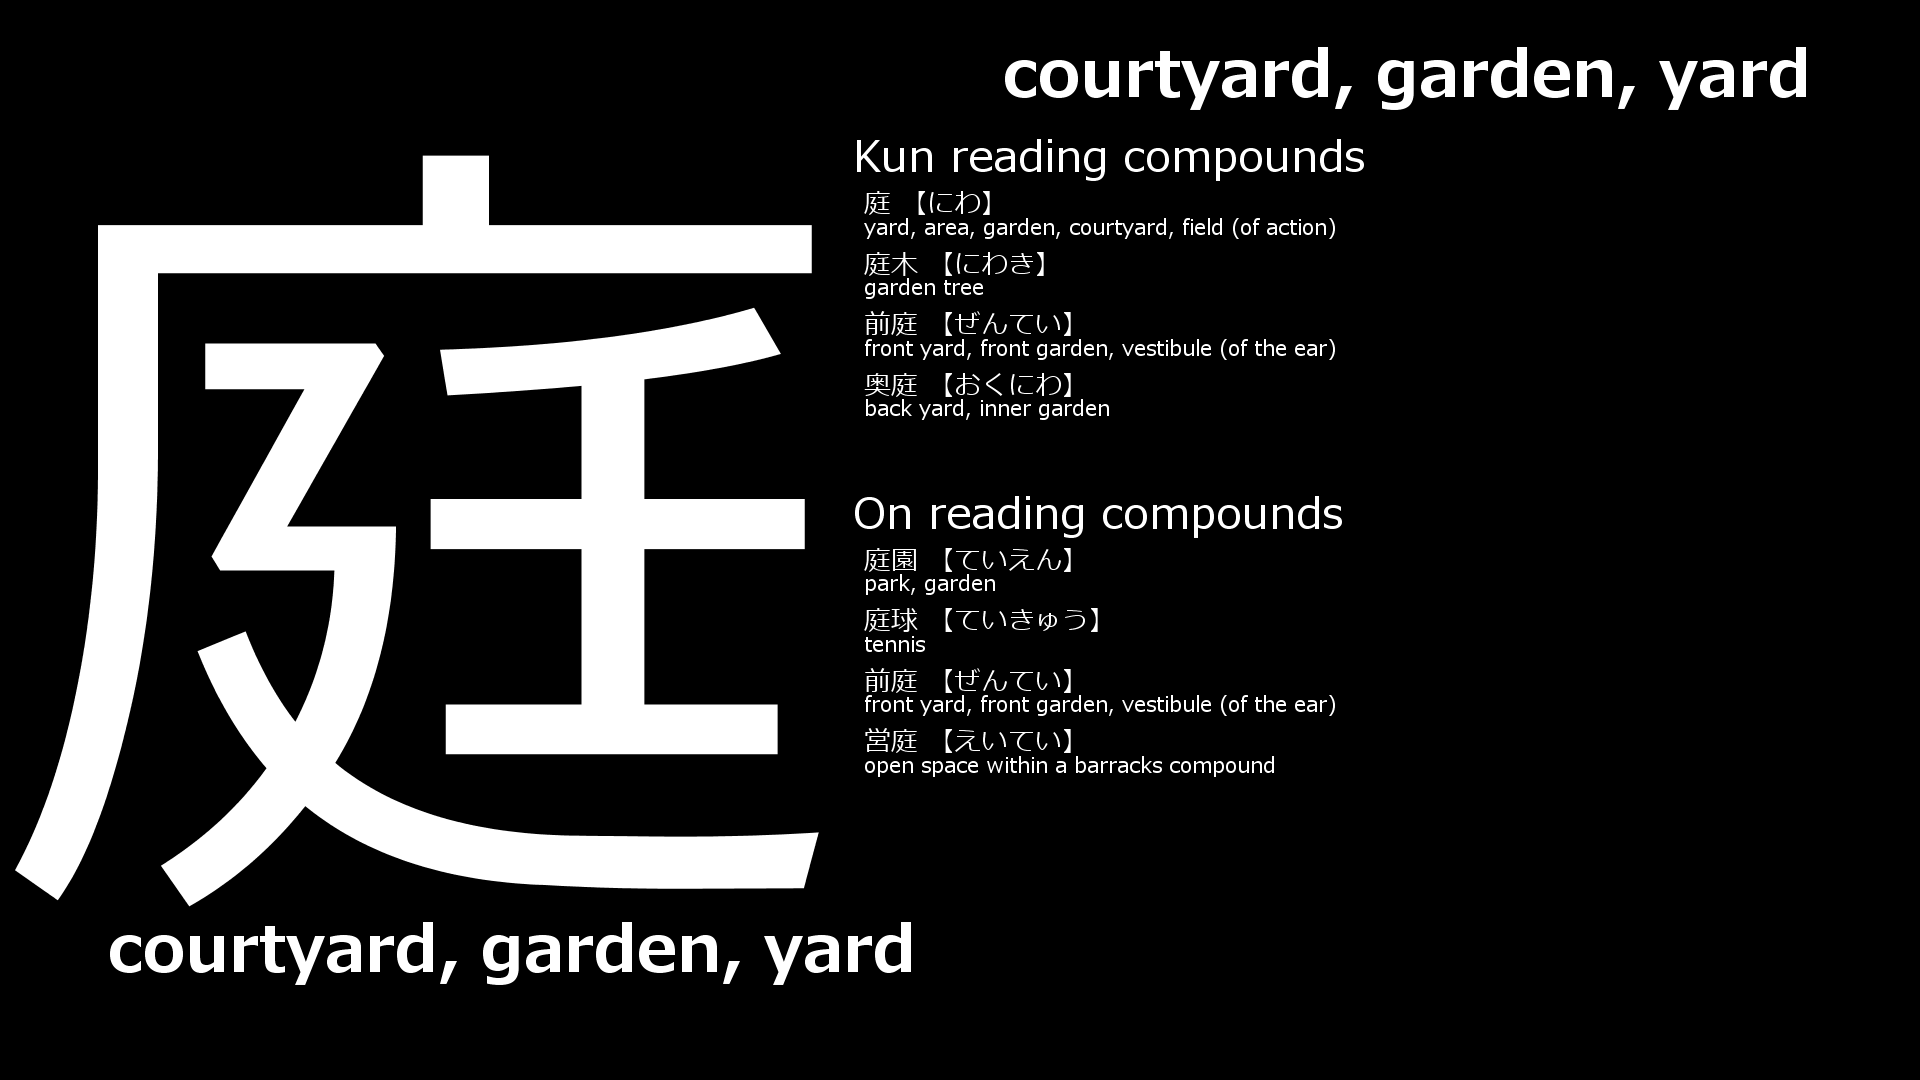 庭
courtyard, garden, yard
courtyard, garden, yard
Kun reading compounds
庭 【にわ】
yard, area, garden, courtyard, field (of action)
庭木 【にわき】
garden tree
前庭 【ぜんてい】
front yard, front garden, vestibule (of the ear)
奥庭 【おくにわ】
back yard, inner garden
On reading compounds
庭園 【ていえん】
park, garden
庭球 【ていきゅう】
tennis
前庭 【ぜんてい】
front yard, front garden, vestibule (of the ear)
営庭 【えいてい】
open space within a barracks compound